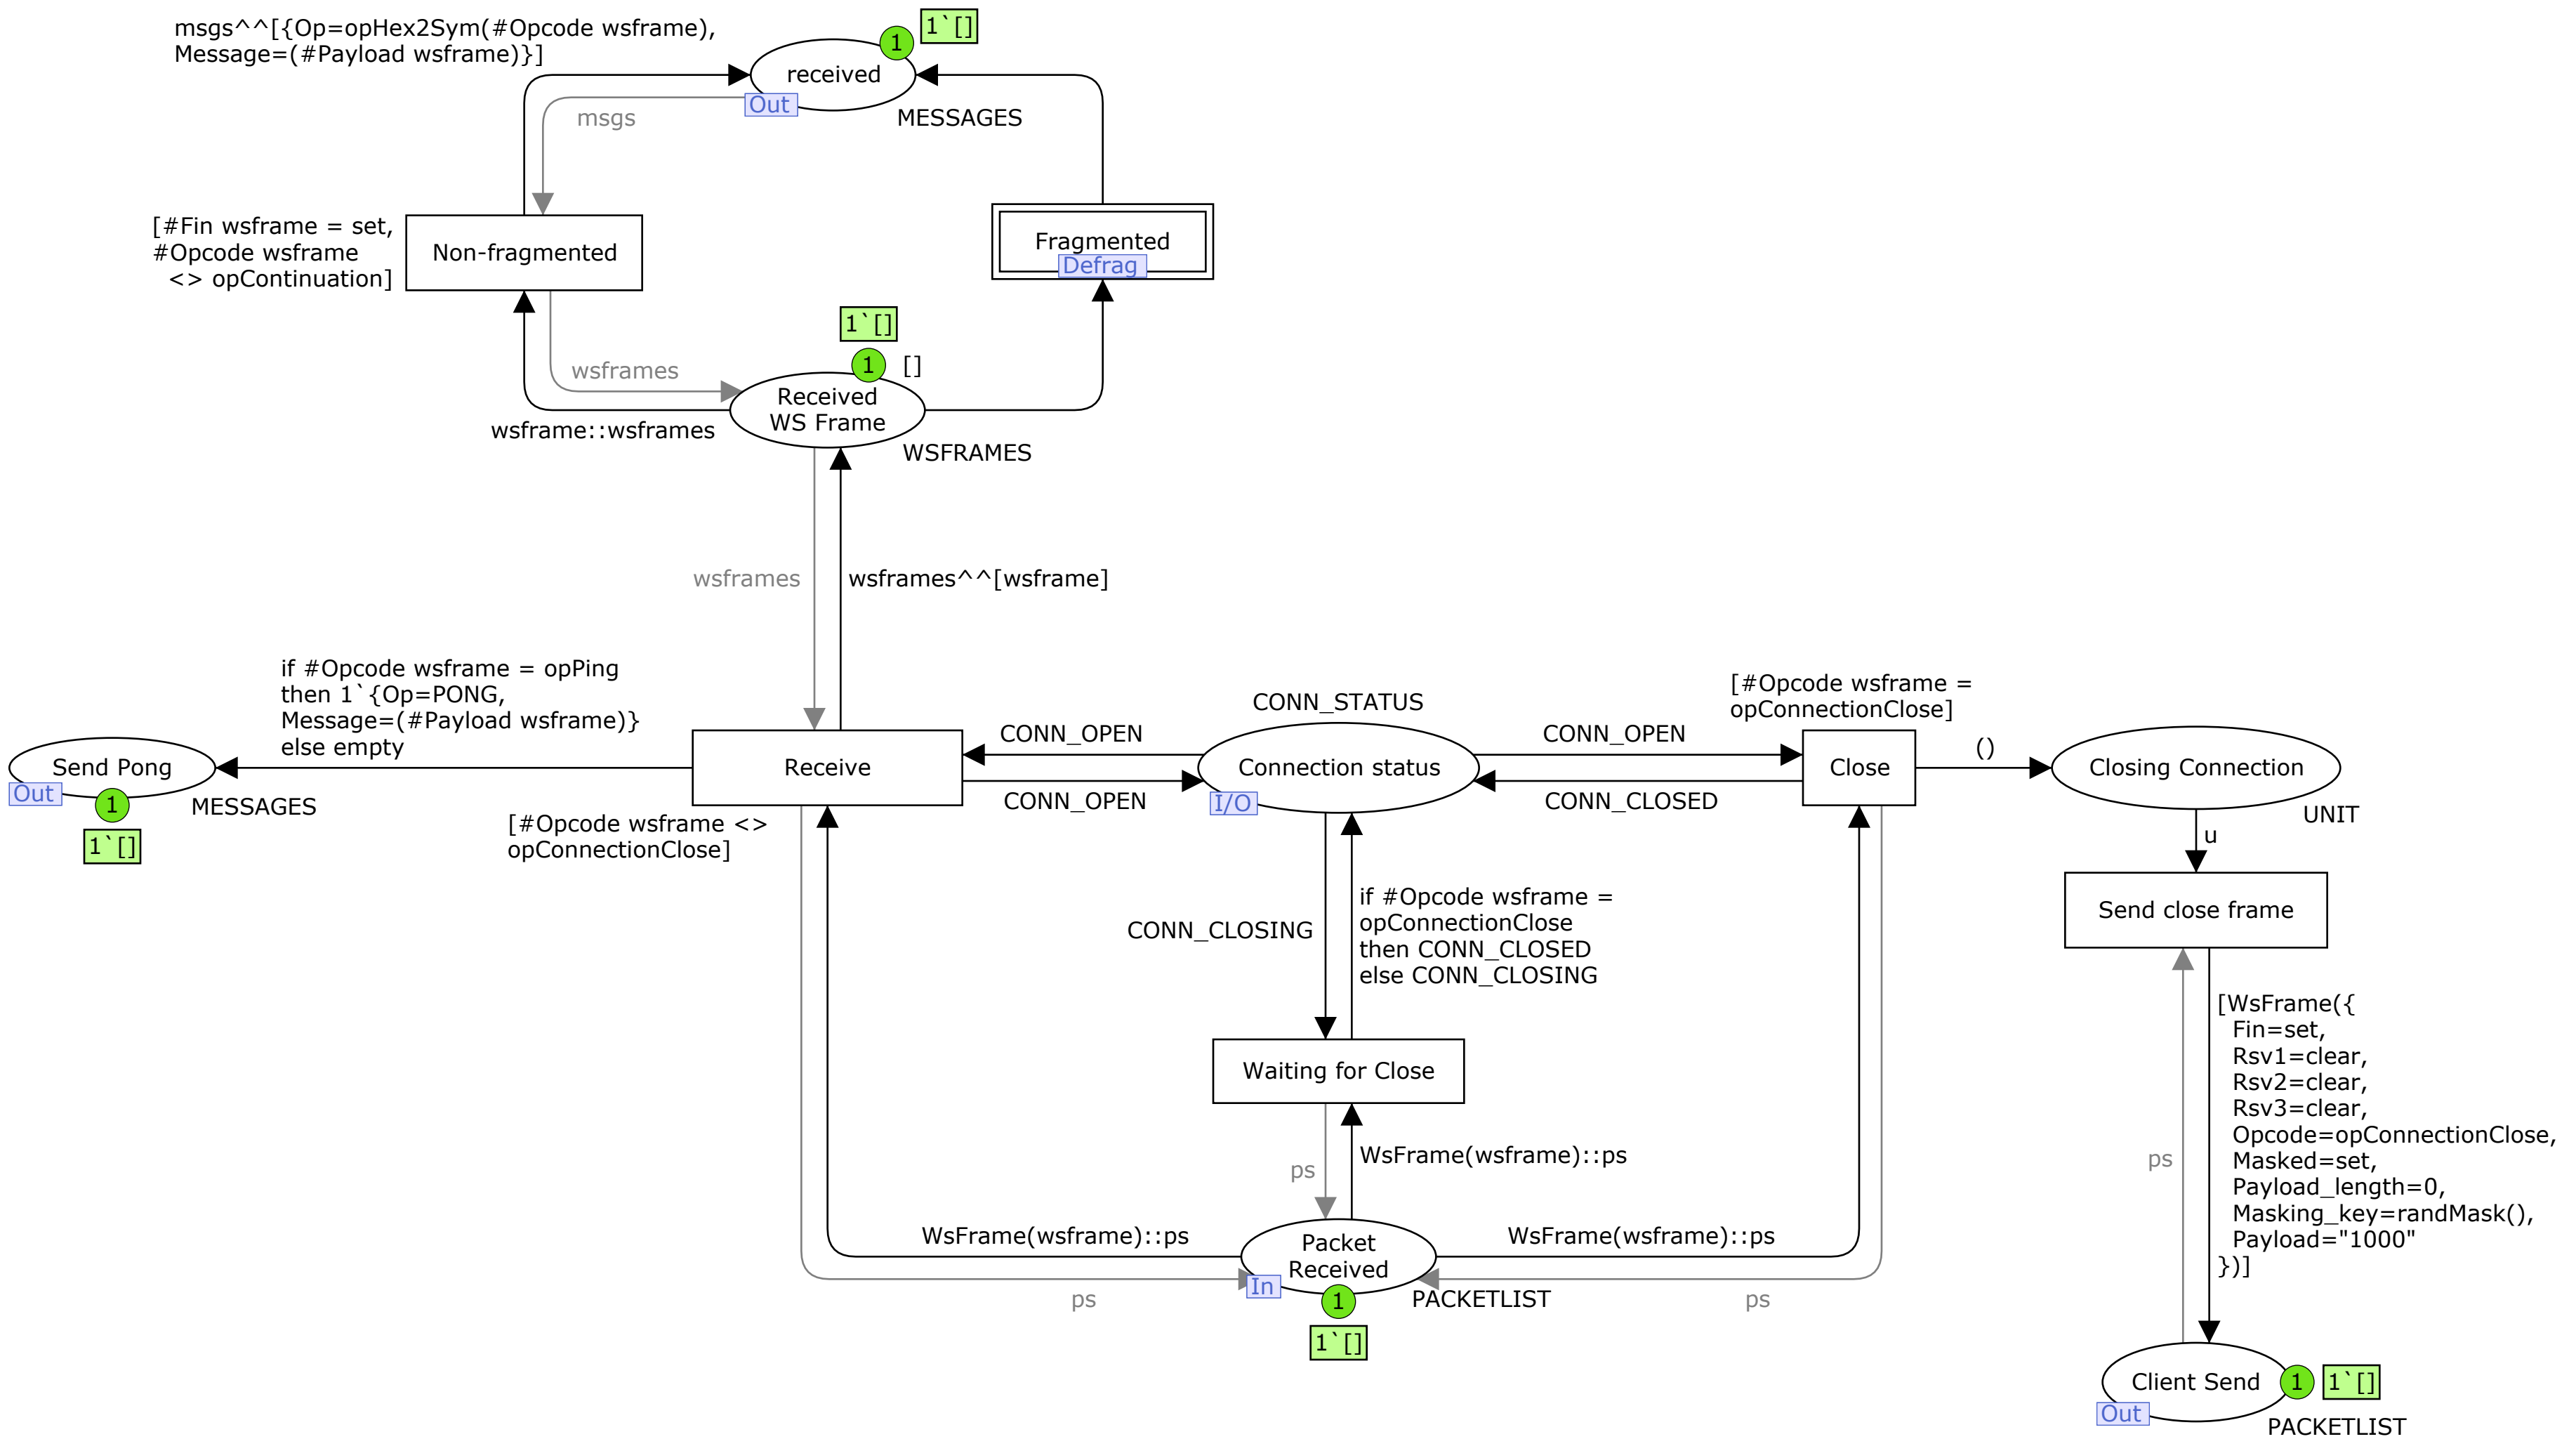 msgs^^[{Op=opHex2Sym(#Opcode wsframe),
Message=(#Payload wsframe)}]
1
1`[]
received
Out
MESSAGES
msgs
[#Fin wsframe = set,
#Opcode wsframe
<> opContinuation]
Non-fragmented
Fragmented
Defrag
1`[]
1
[]
wsframes
Received
WS Frame
wsframe::wsframes
WSFRAMES
wsframes
wsframes^^[wsframe]
if #Opcode wsframe = opPing
then 1`{Op=PONG,
Message=(#Payload wsframe)}
else empty
Send Pong
Out
1
MESSAGES
1`[]
Receive
[#Opcode wsframe <>
opConnectionClose]
CONN_OPEN
CONN_OPEN
CONN_STATUS
Connection status
I/O
CONN_OPEN
CONN_CLOSED
[#Opcode wsframe =
opConnectionClose]
Close
()
Closing Connection
UNIT
u
Send close frame
CONN_CLOSING
if #Opcode wsframe =
opConnectionClose
then CONN_CLOSED
else CONN_CLOSING
Waiting for Close
ps
WsFrame(wsframe)::ps
WsFrame(wsframe)::ps
WsFrame(wsframe)::ps
Packet
Received
In
1
PACKETLIST
1`[]
ps
ps
ps
[WsFrame({
Fin=set,
Rsv1=clear,
Rsv2=clear,
Rsv3=clear,
Opcode=opConnectionClose,
Masked=set,
Payload_length=0,
Masking_key=randMask(),
Payload="1000"
})]
Client Send
Out
1
1`[]
PACKETLIST